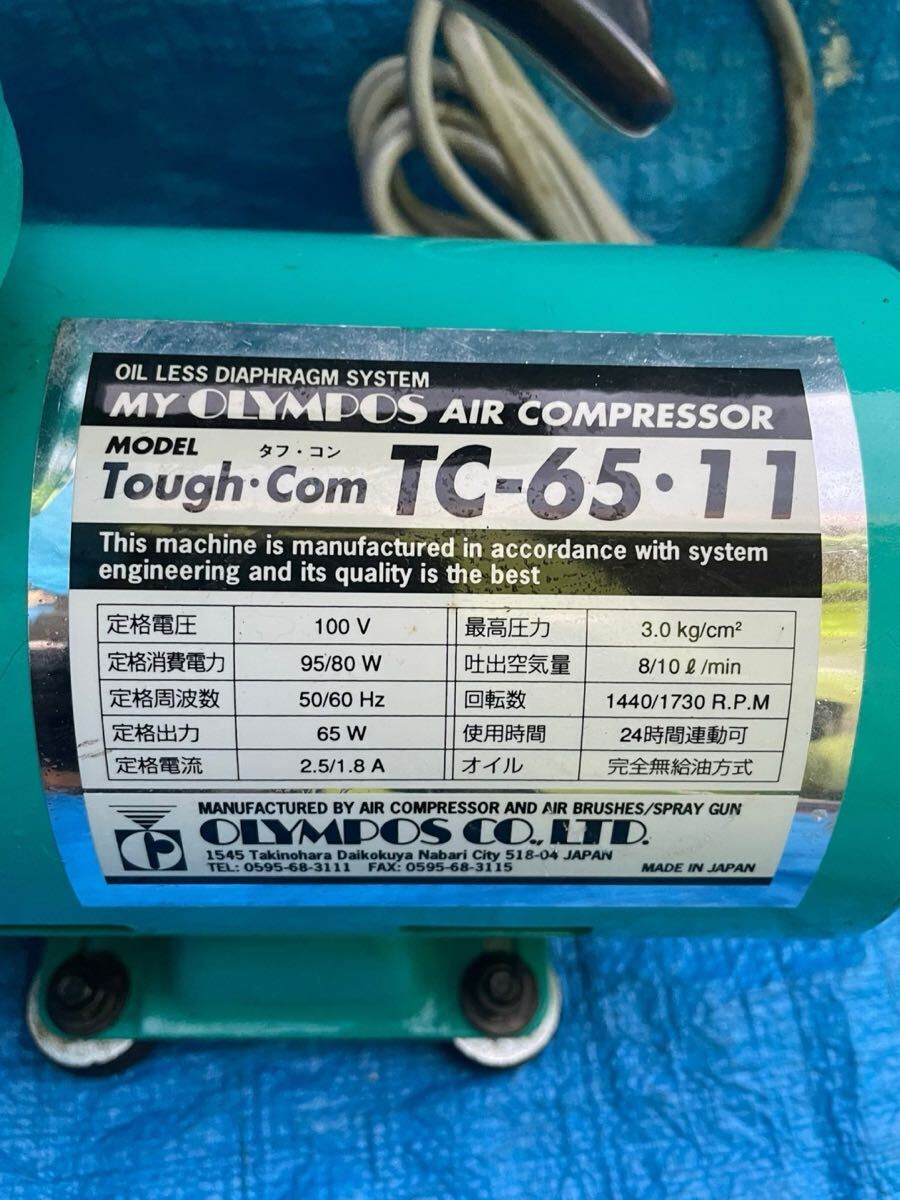 OIL LESS DIAPHRAGM SYSTEM
MY OLYMPOS AIR COMPRESSOR
MODEL タフ・コン
Tough・Com TC-65・11
This machine is manufactured in accordance with system
engineering and its quality is the best
定格電圧 100 V 最高圧力 3.0 kg/cm²
定格消費電力 95/80 W 吐出空気量 8/10 ℓ/min
定格周波数 50/60 Hz 回転数 1440/1730 R.P.M
定格出力 65 W 使用時間 24時間連動可
定格電流 2.5/1.8 A オイル 完全無給油方式
MANUFACTURED BY AIR COMPRESSOR AND AIR BRUSHES/SPRAY GUN
OLYMPOS CO., LTD.
1545 Takinohara Daikokuya Nabari City 518-04 JAPAN
TEL: 0595-68-3111 FAX: 0595-68-3115 MADE IN JAPAN